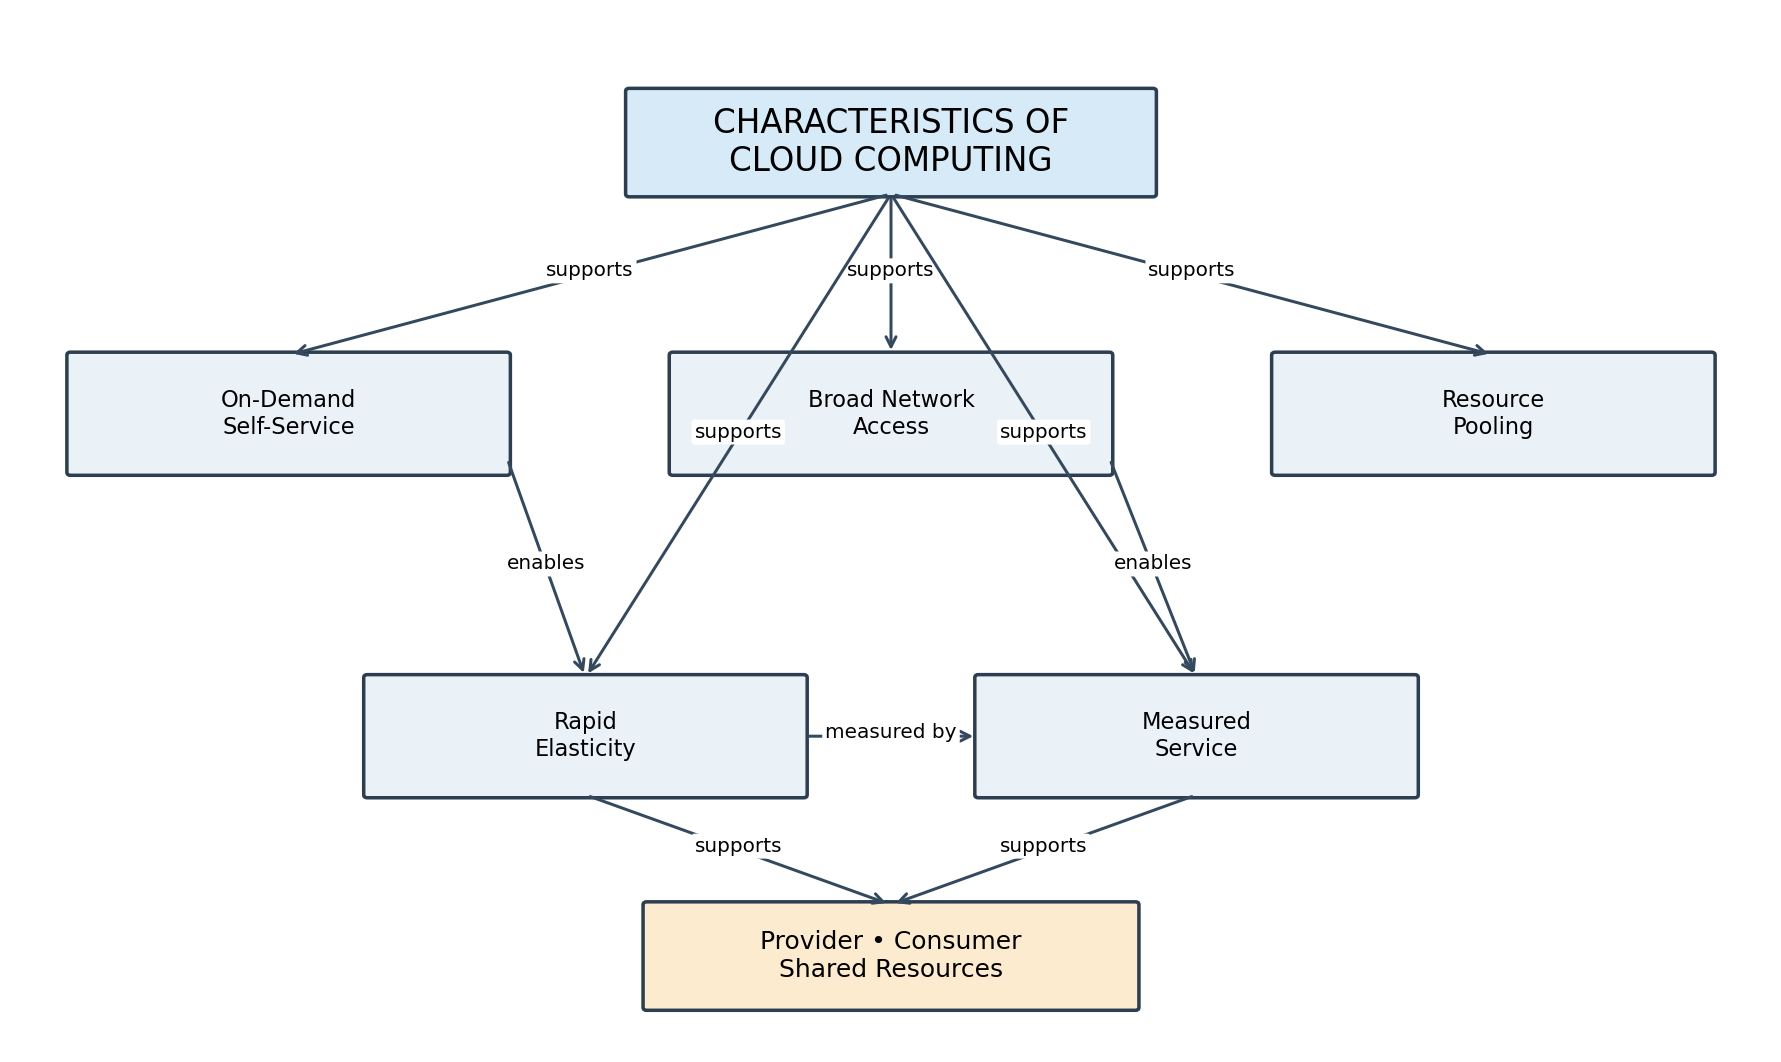 CHARACTERISTICS OF
CLOUD COMPUTING
supports
supports
supports
On-Demand
Self-Service
Broad Network
Access
Resource
Pooling
supports
supports
enables
enables
Rapid
Elasticity
measured by
Measured
Service
supports
supports
Provider • Consumer
Shared Resources